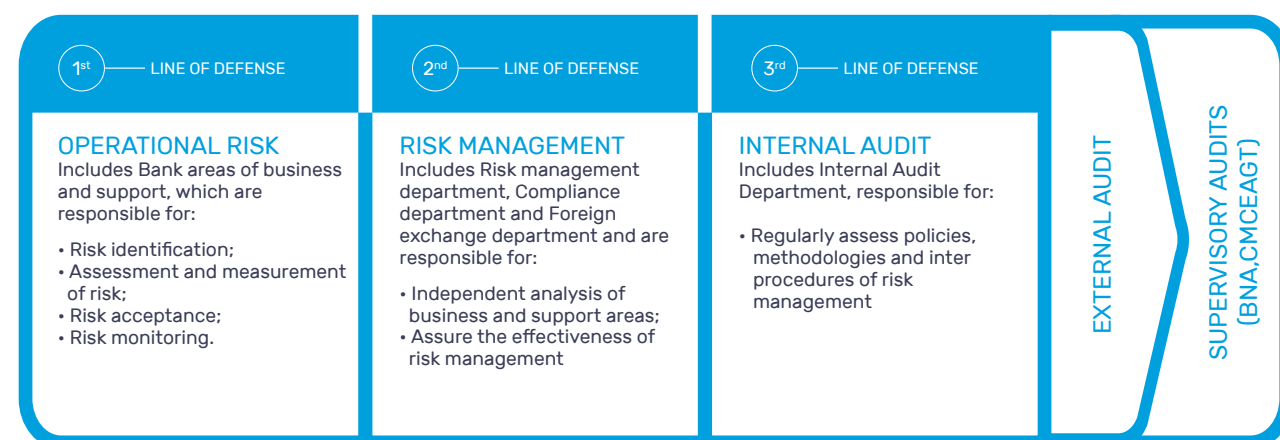 1st LINE OF DEFENSE
OPERATIONAL RISK
Includes Bank areas of business
and support, which are
responsible for:
• Risk identification;
• Assessment and measurement
of risk;
• Risk acceptance;
• Risk monitoring.
2nd LINE OF DEFENSE
RISK MANAGEMENT
Includes Risk management
department, Compliance
department and Foreign
exchange department and are
responsible for:
• Independent analysis of
business and support areas;
• Assure the effectiveness of
risk management
3rd LINE OF DEFENSE
INTERNAL AUDIT
Includes Internal Audit
Department, responsible for:
• Regularly assess policies,
methodologies and inter
procedures of risk
management
EXTERNAL AUDIT
SUPERVISORY AUDITS
(BNA,CMCEAGT)